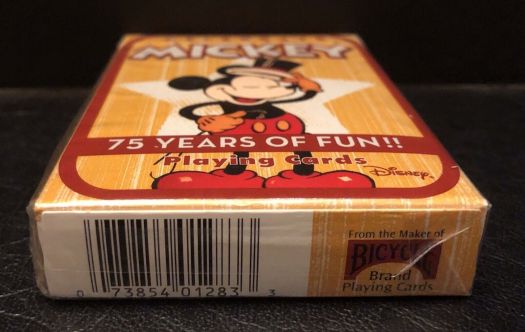 MICKEY
75 YEARS OF FUN!!
Playing Cards
Disney
From the Maker of
BICYCLE
Brand
Playing Cards
0 73854 01283 3